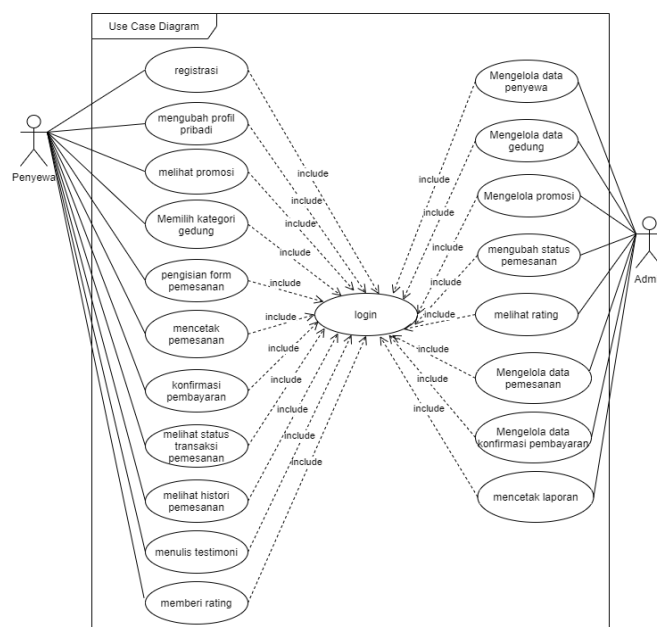 Use Case Diagram
registrasi
mengubah profil
pribadi
melihat promosi
Memilih kategori
gedung
pengisian form
pemesanan
mencetak
pemesanan
konfirmasi
pembayaran
melihat status
transaksi
pemesanan
melihat histori
pemesanan
menulis testimoni
memberi rating
Penyewa
include
include
include
include
include
include
include
include
include
include
include
login
include
include
include
include
include
include
include
include
Mengelola data
penyewa
Mengelola data
gedung
Mengelola promosi
mengubah status
pemesanan
melihat rating
Mengelola data
pemesanan
Mengelola data
konfirmasi pembayaran
mencetak laporan
Adm